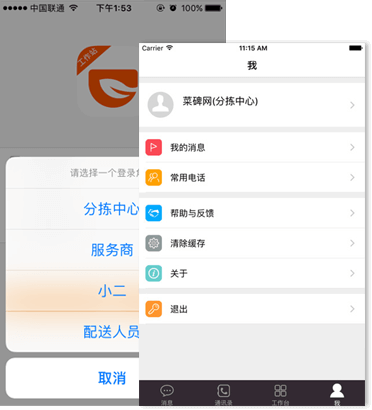 中国联通 下午1:53 100%
工作站
请选择一个登录角
分拣中心
服务商
小二
配送人员
取消
Carrier 11:15 AM
我
菜碑网(分拣中心)
我的消息
常用电话
帮助与反馈
清除缓存
关于
退出
消息 通讯录 工作台 我